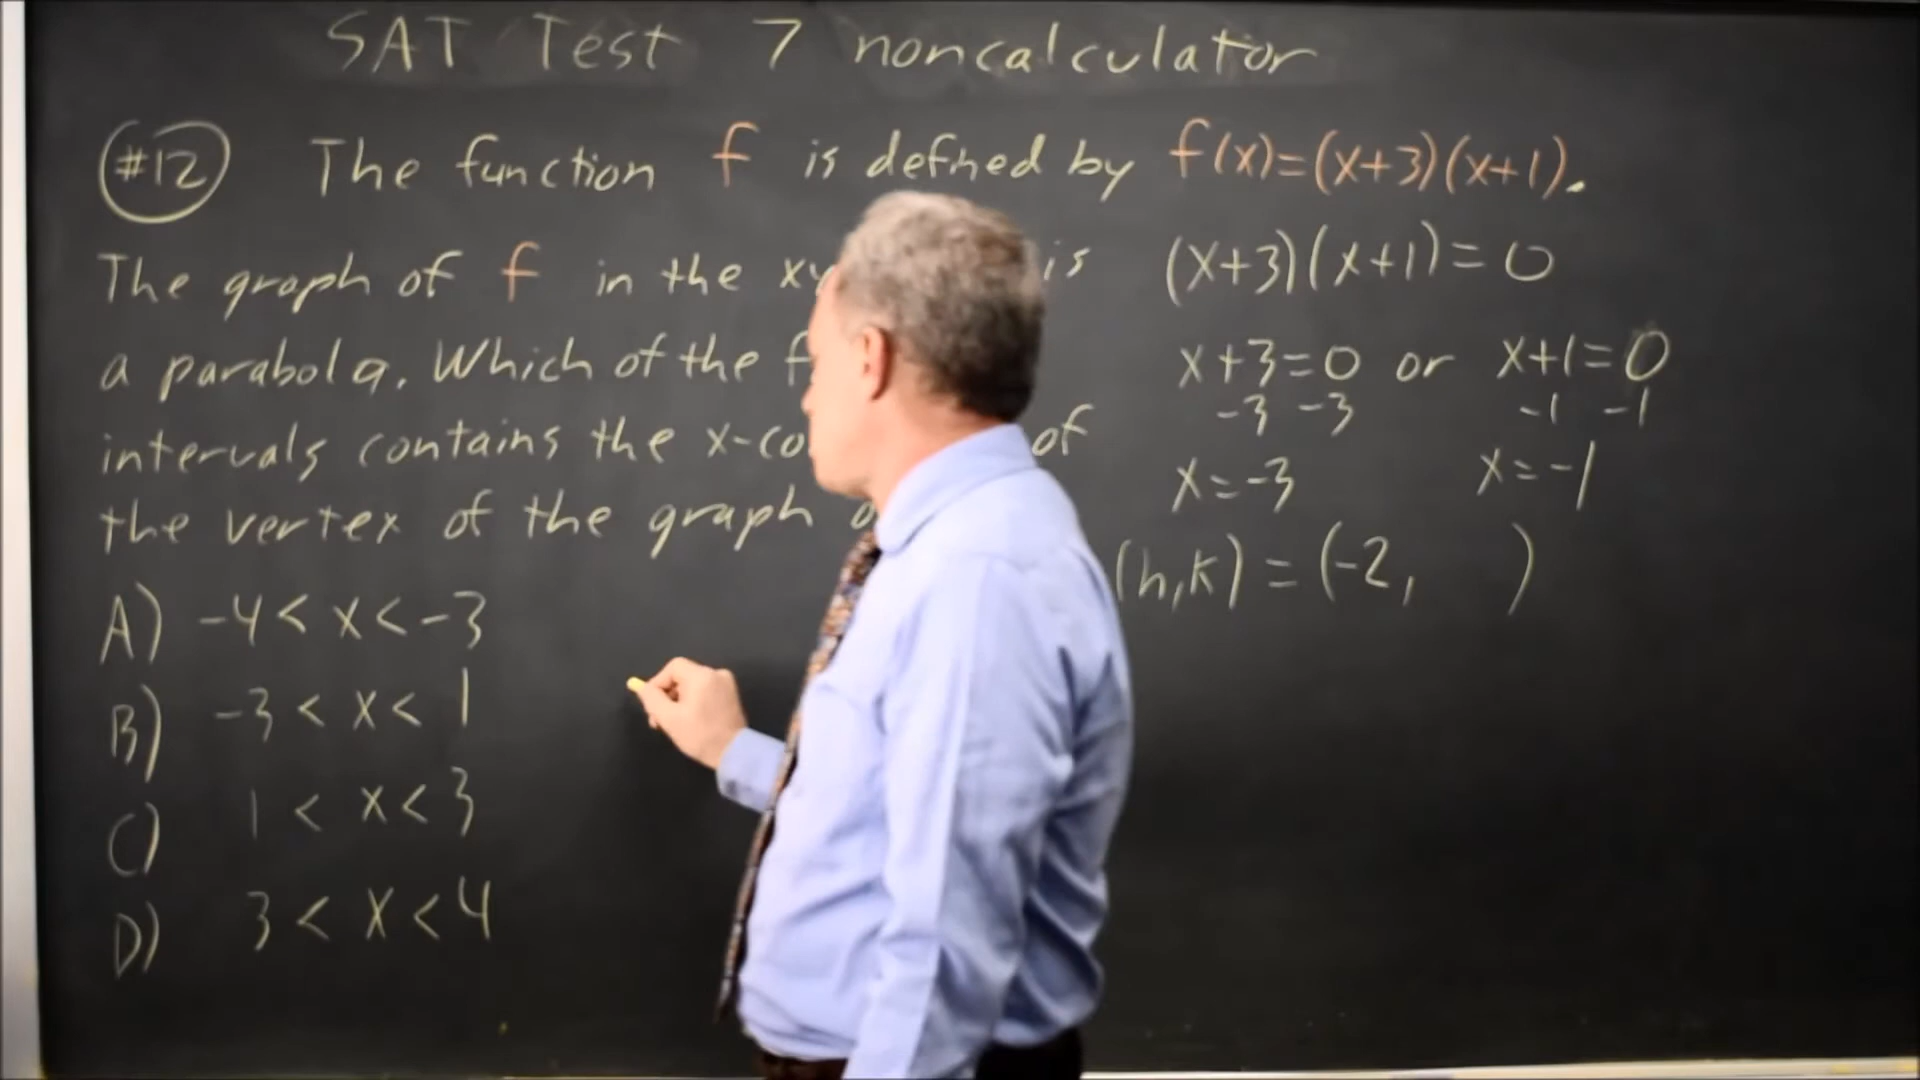 SAT Test 7 noncalculator
#12 The function f is defined by f(x)=(x+3)(x+1).
The graph of f in the is
a parabola. Which of the
intervals contains the of
the vertex of the graph
A) -4 < x < -3
B) -3 < x < 1
C) 1 < x < 3
D) 3 < x < 4
(x+3)(x+1) = 0
x+3=0 or x+1=0
-3 -3 -1 -1
x=-3 x=-1
(h,k) = (-2, )